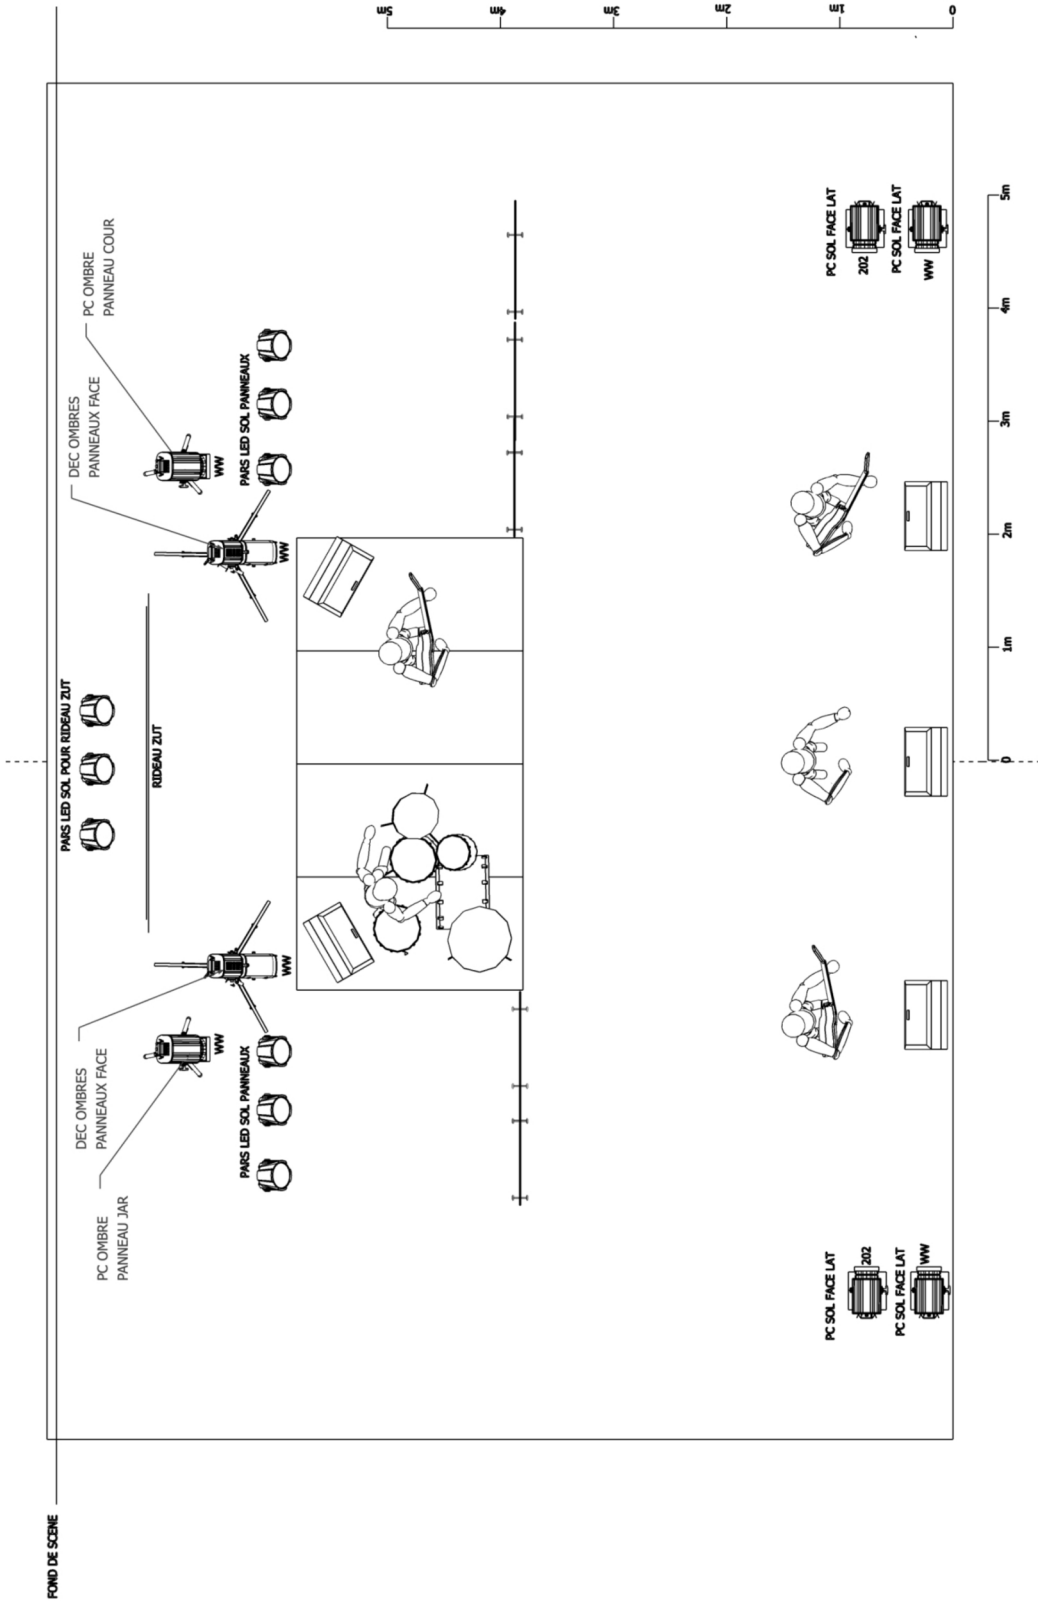 FOND DE SCENE
PARS LED SOL POUR RIDEAU ZUT
RIDEAU ZUT
PC OMBRE
PANNEAU JAR
DEC OMBRES
PANNEAUX FACE
DEC OMBRES
PANNEAUX FACE
PC OMBRE
PANNEAU COUR
WW
WW
WW
WW
PARS LED SOL PANNEAUX
PARS LED SOL PANNEAUX
PC SOL FACE LAT
202
PC SOL FACE LAT
WW
PC SOL FACE LAT
202
PC SOL FACE LAT
WW
0
1m
2m
3m
4m
5m
5m
4m
3m
2m
1m
0